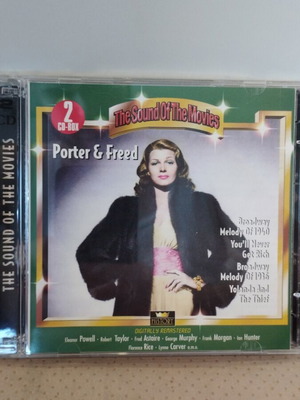 THE SOUND OF THE MOVIES
2
CD-BOX
The Sound Of The Movies
Porter & Freed
Broadway
Melody Of 1940
You'll Never
Get Rich
Broadway
Melody Of 1936
Yolanda And
The Thief
DIGITALLY REMASTERED
Eleanor Powell · Robert Taylor · Fred Astaire · George Murphy · Frank Morgan · Ian Hunter
Florence Rice · Lynne Carver u.v.a.